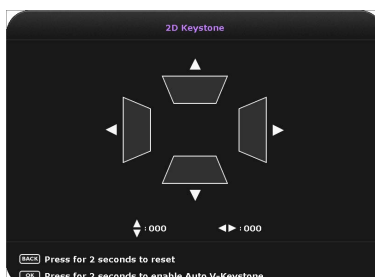 2D Keystone
: 000 : 000
BACK Press for 2 seconds to reset
OK Press for 2 seconds to enable Auto V-Keystone